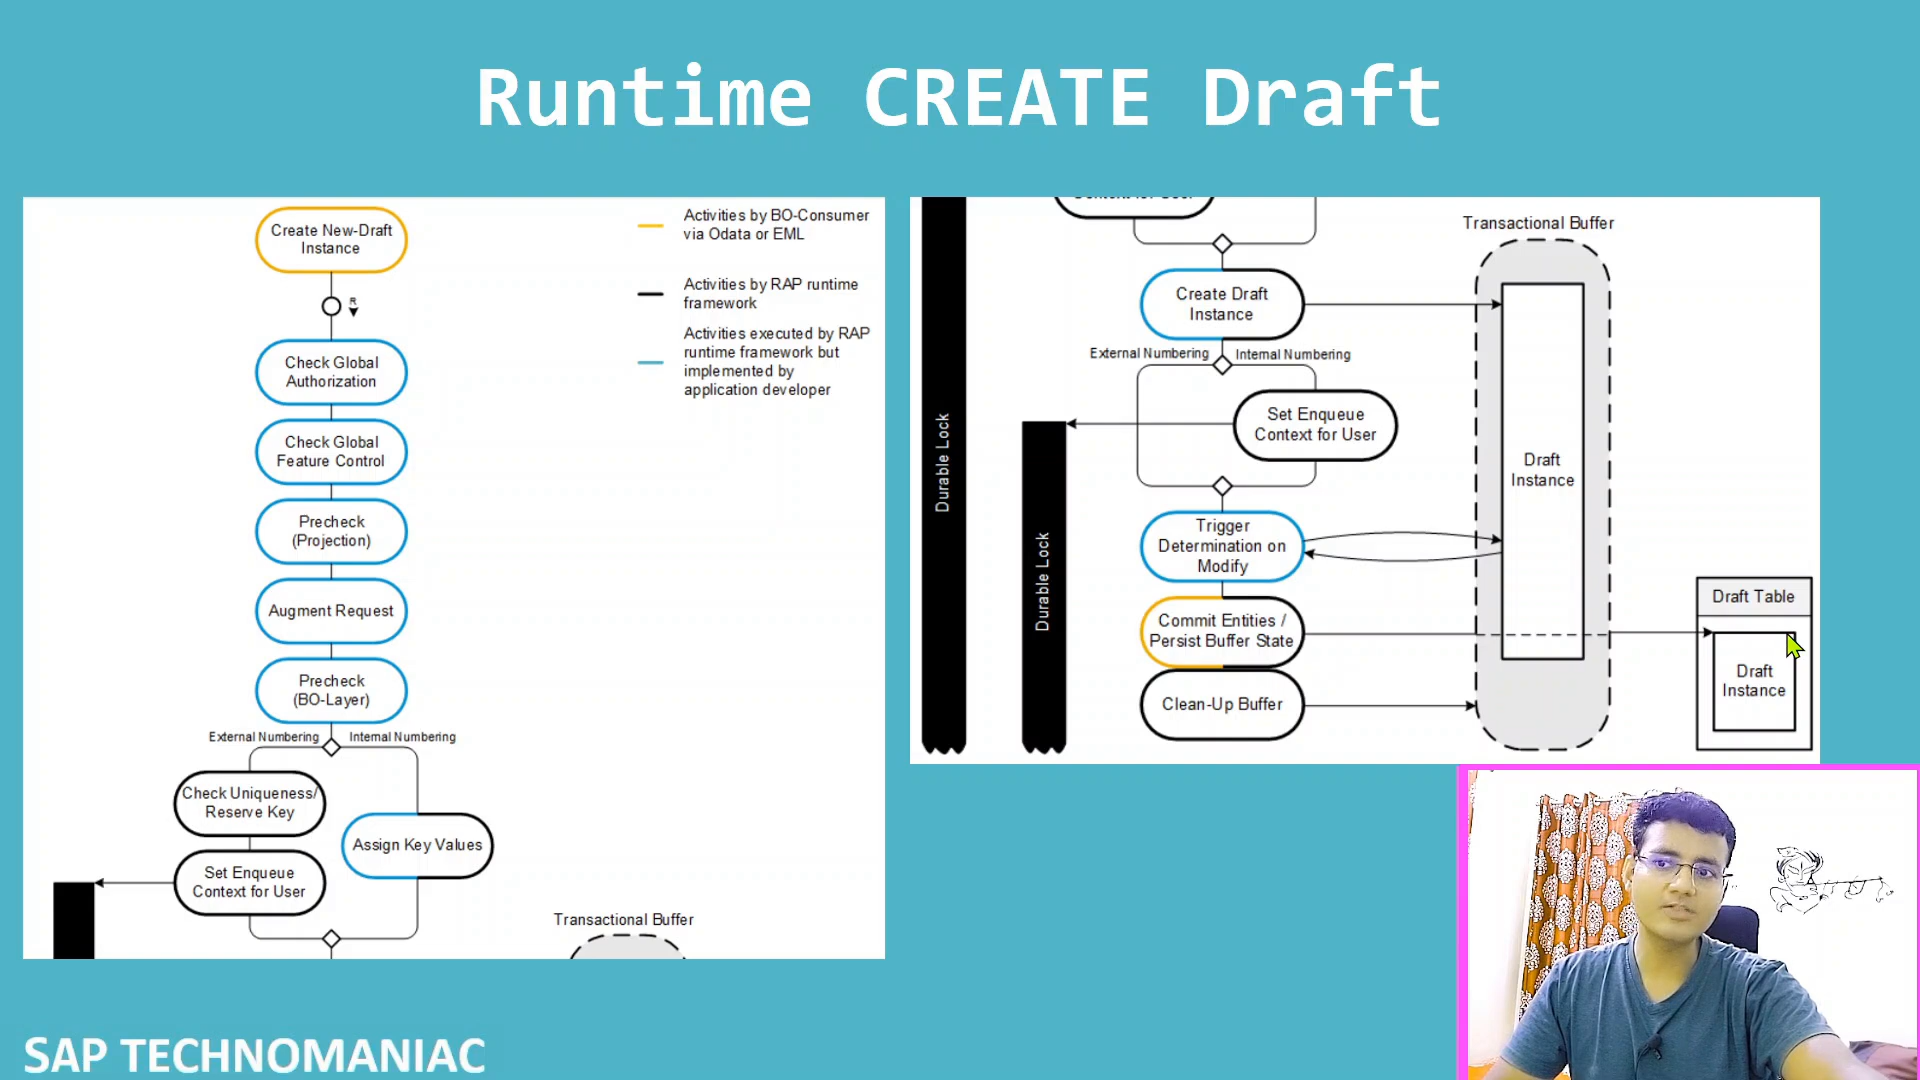 Runtime CREATE Draft
Create New-Draft
Instance
R
Check Global
Authorization
Check Global
Feature Control
Precheck
(Projection)
Augment Request
Precheck
(BO-Layer)
External Numbering
Internal Numbering
Check Uniqueness/
Reserve Key
Assign Key Values
Set Enqueue
Context for User
Transactional Buffer
Activities by BO-Consumer
via Odata or EML
Activities by RAP runtime
framework
Activities executed by RAP
runtime framework but
implemented by
application developer
Context for User
Transactional Buffer
Create Draft
Instance
External Numbering
Internal Numbering
Set Enqueue
Context for User
Durable Lock
Durable Lock
Draft
Instance
Trigger
Determination on
Modify
Commit Entities /
Persist Buffer State
Clean-Up Buffer
Draft Table
Draft
Instance
SAP TECHNOMANIAC